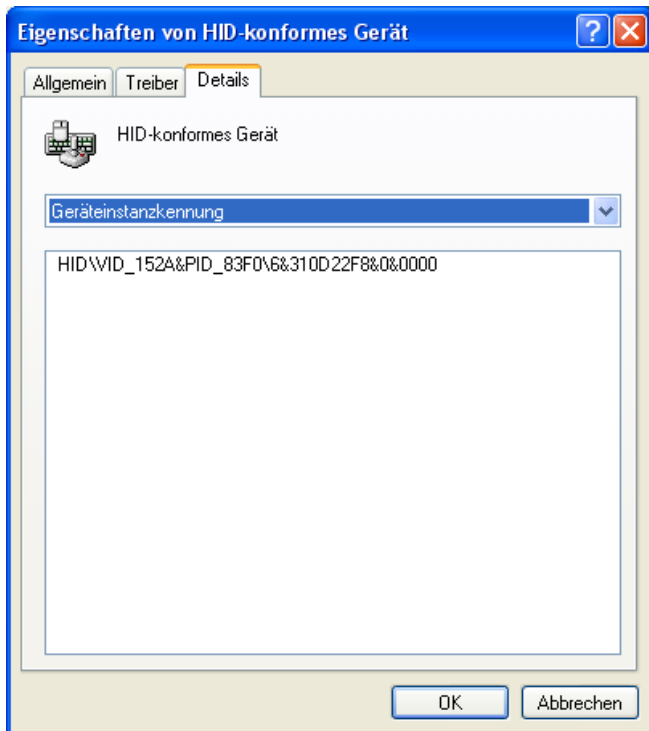 Eigenschaften von HID-konformes Gerät
Allgemein Treiber Details
HID-konformes Gerät
Geräteinstanzkennung
HID\VID_152A&PID_83F0\6&310D22F8&0&0000
OK Abbrechen